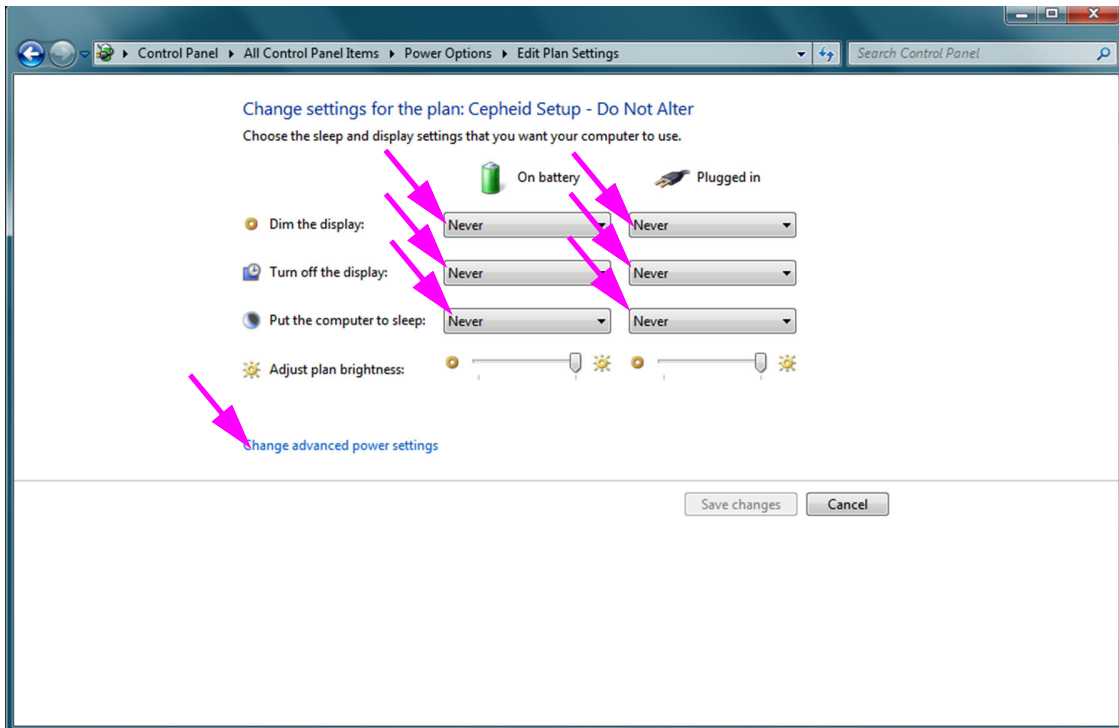 Control Panel All Control Panel Items Power Options Edit Plan Settings Search Control Panel
Change settings for the plan: Cepheid Setup - Do Not Alter
Choose the sleep and display settings that you want your computer to use.
On battery Plugged in
Dim the display: Never Never
Turn off the display: Never Never
Put the computer to sleep: Never Never
Adjust plan brightness:
Change advanced power settings
Save changes Cancel